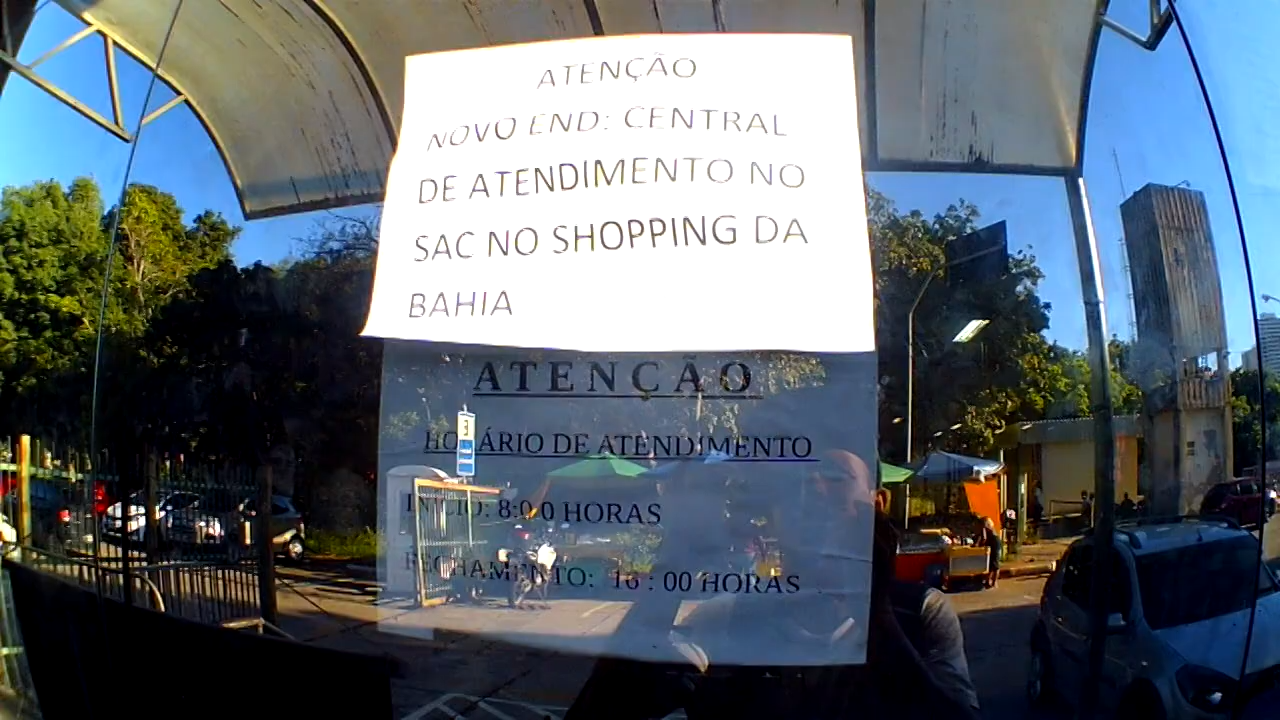 ATENÇÃO
NOVO END: CENTRAL
DE ATENDIMENTO NO
SAC NO SHOPPING DA
BAHIA
ATENÇÃO
HORÁRIO DE ATENDIMENTO
INICIO: 8:00 HORAS
FECHAMENTO: 16 : 00 HORAS